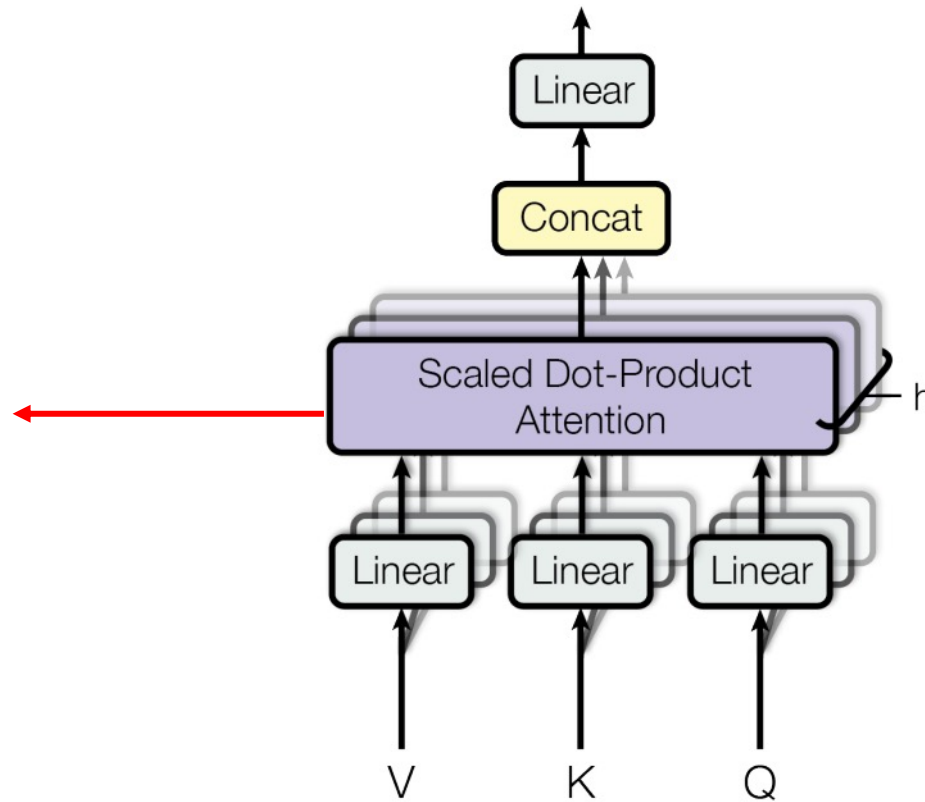 Linear
Concat
Scaled Dot-Product
Attention
h
Linear
Linear
Linear
V
K
Q